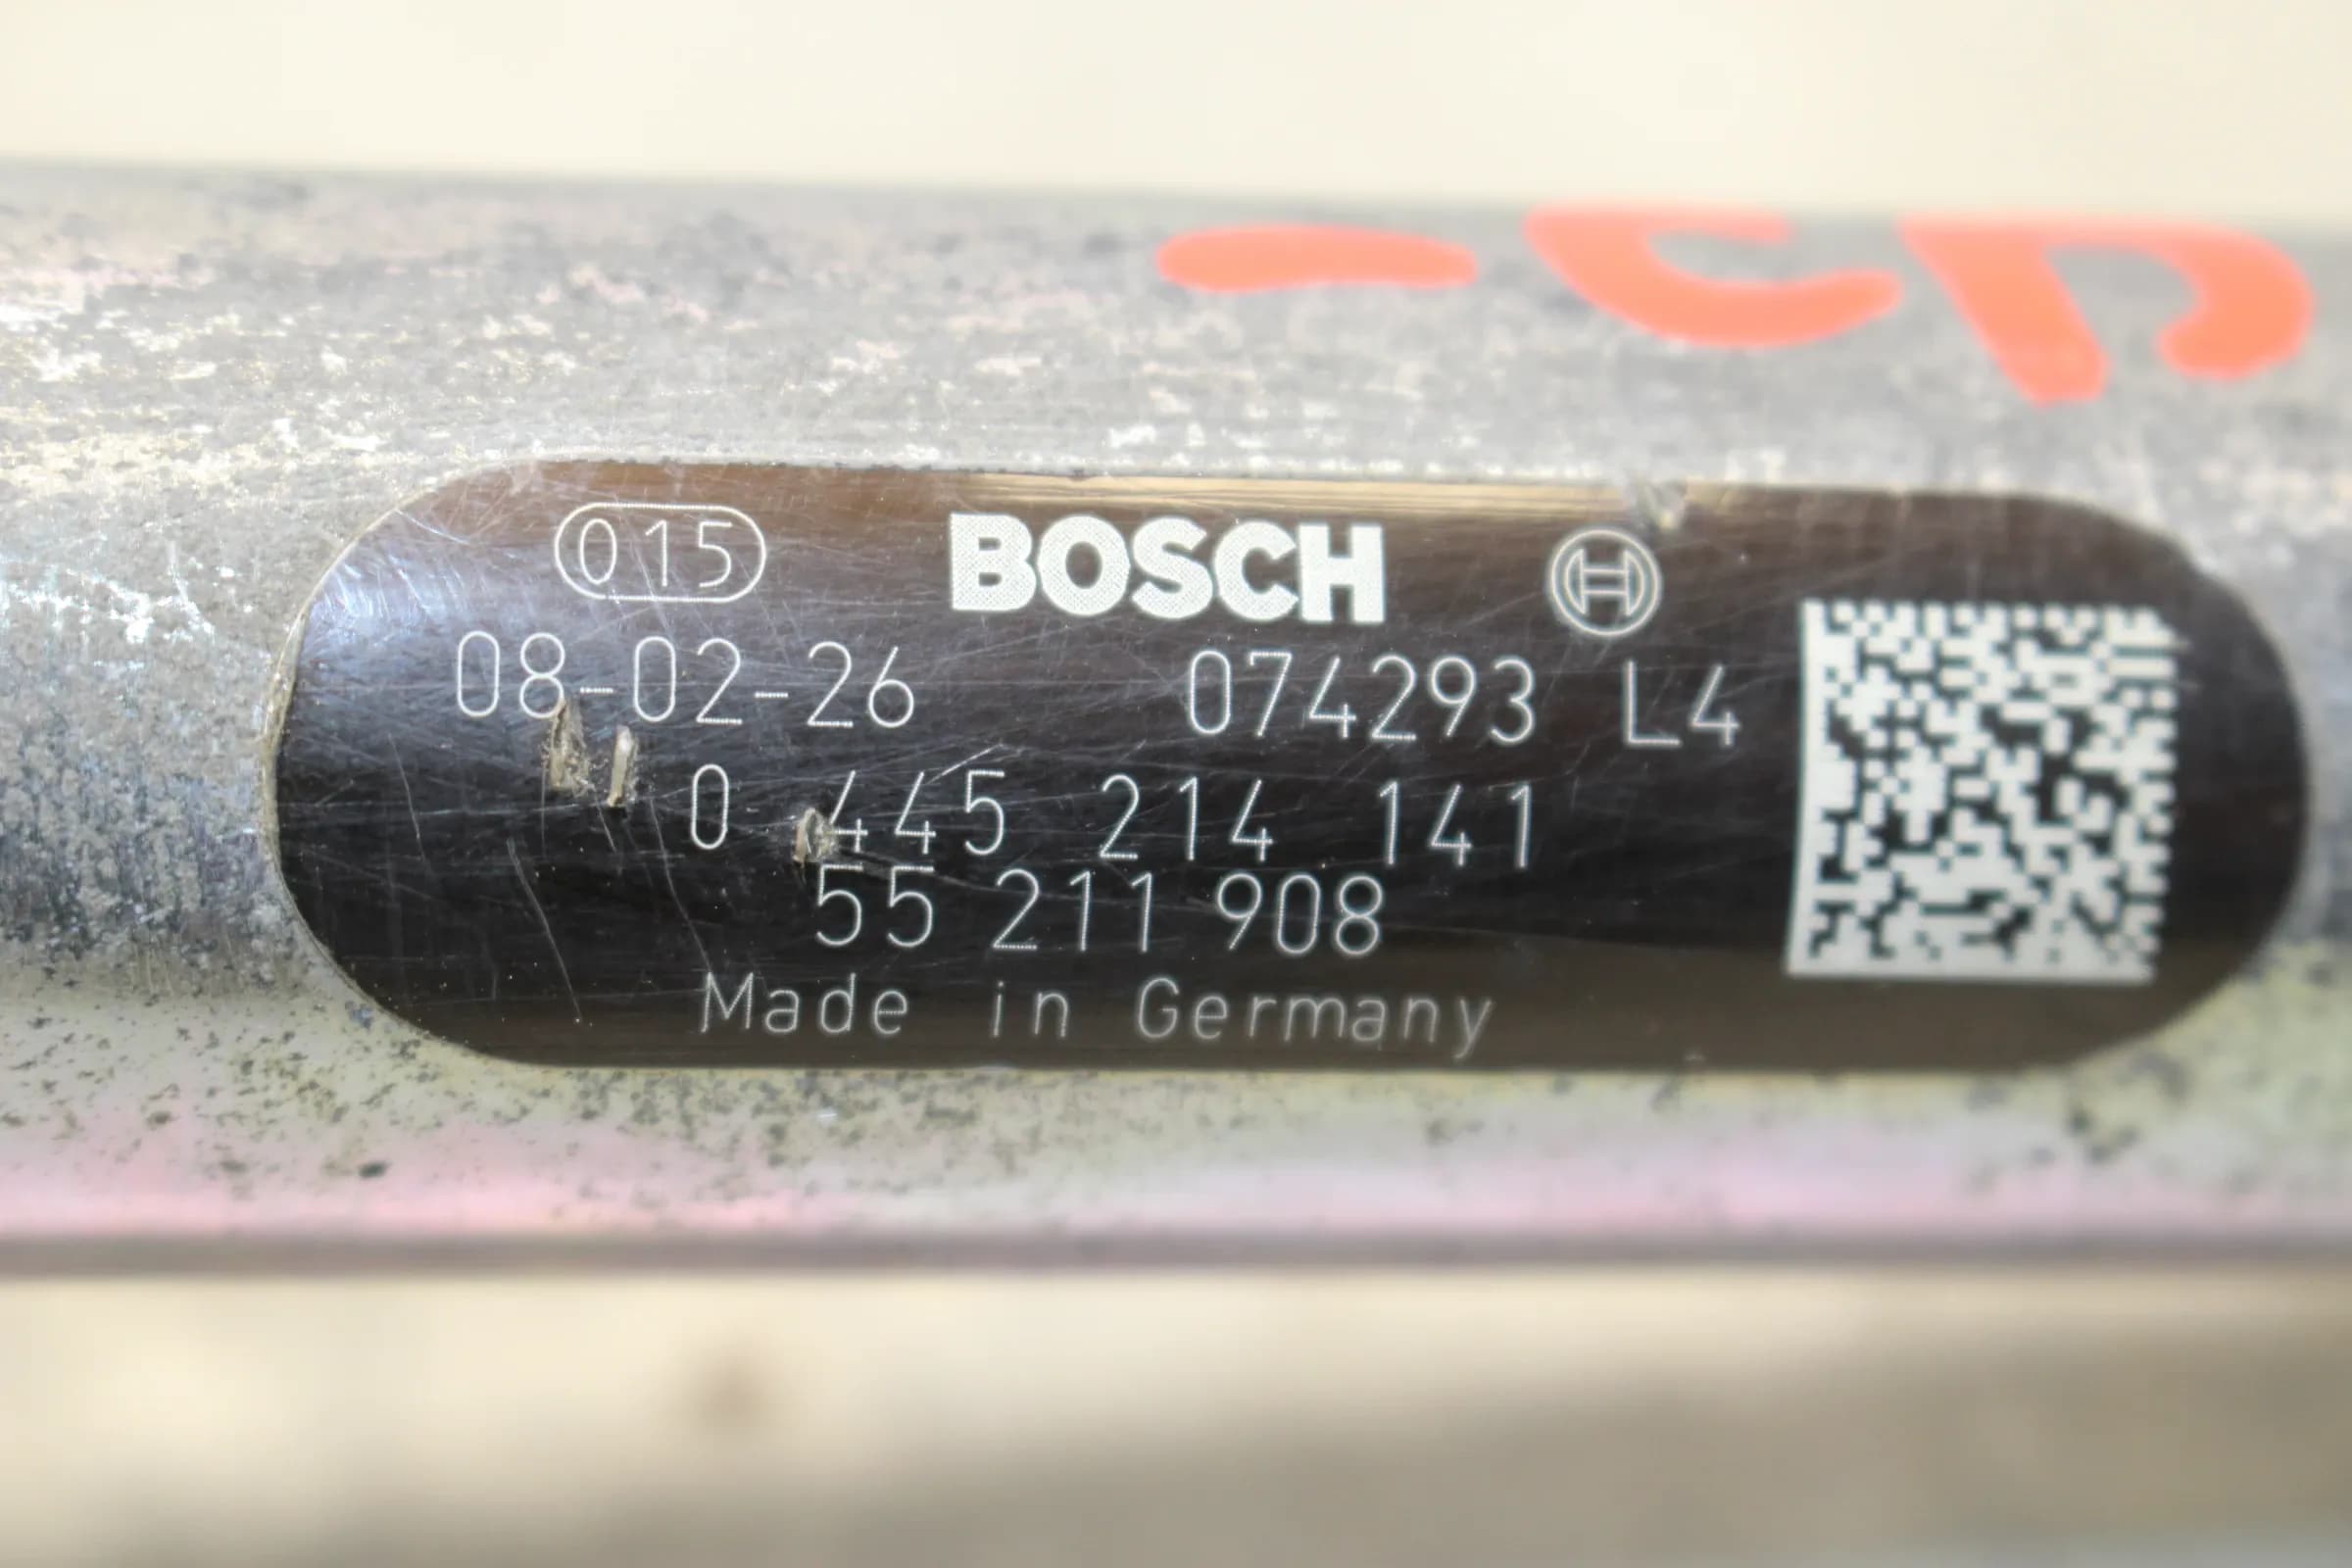 015 BOSCH
08-02-26 074293 L4
0 445 214 141
55 211 908
Made in Germany